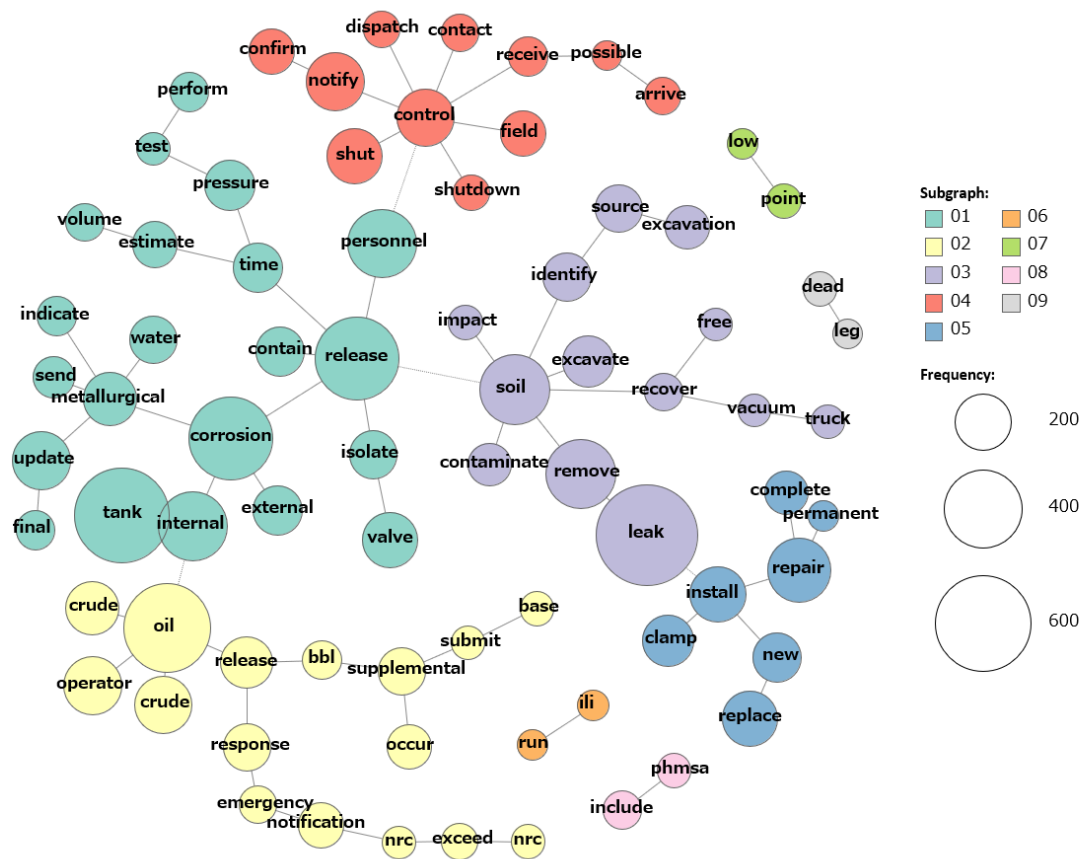 dispatch
contact
confirm
receive
possible
notify
arrive
perform
control
field
low
test
shut
pressure
shutdown
point
volume
source
estimate
personnel
excavation
time
identify
dead
indicate
impact
free
leg
water
contain
release
excavate
send
soil
recover
metallurgical
vacuum
truck
corrosion
isolate
update
contaminate
remove
complete
tank
external
permanent
final
internal
valve
leak
repair
install
crude
base
oil
clamp
submit
bbl
new
release
supplemental
operator
crude
ili
replace
response
occur
run
phmsa
emergency
include
notification
nrc
exceed
nrc
Subgraph:
01
06
02
07
03
08
04
09
05
Frequency:
200
400
600